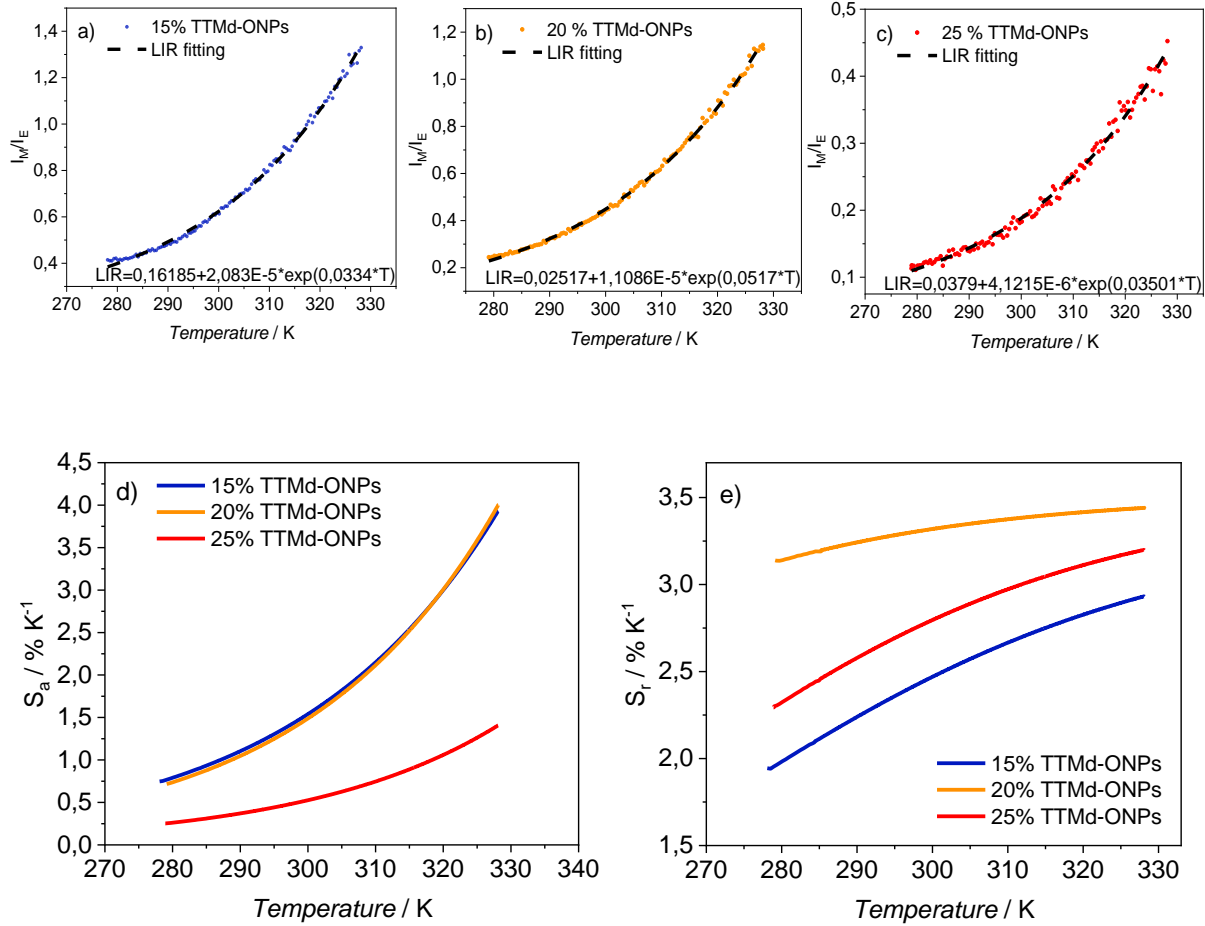 a)
15% TTMd-ONPs
LIR fitting
1,4
1,2
1,0
0,8
0,6
0,4
I_M/I_E
LIR=0,16185+2,083E-5*exp(0,0334*T)
270 280 290 300 310 320 330
Temperature / K
b)
20 % TTMd-ONPs
LIR fitting
1,2
1,0
0,8
0,6
0,4
0,2
I_M/I_E
LIR=0,02517+1,1086E-5*exp(0,0517*T)
270 280 290 300 310 320 330
Temperature / K
c)
25 % TTMd-ONPs
LIR fitting
0,5
0,4
0,3
0,2
0,1
I_M/I_E
LIR=0,0379+4,1215E-6*exp(0,03501*T)
270 280 290 300 310 320 330
Temperature / K
d)
15% TTMd-ONPs
20% TTMd-ONPs
25% TTMd-ONPs
4,5
4,0
3,5
3,0
2,5
2,0
1,5
1,0
0,5
0,0
S_a / % K^-1
270 280 290 300 310 320 330 340
Temperature / K
e)
3,5
3,0
2,5
2,0
1,5
S_r / % K^-1
15% TTMd-ONPs
20% TTMd-ONPs
25% TTMd-ONPs
270 280 290 300 310 320 330
Temperature / K